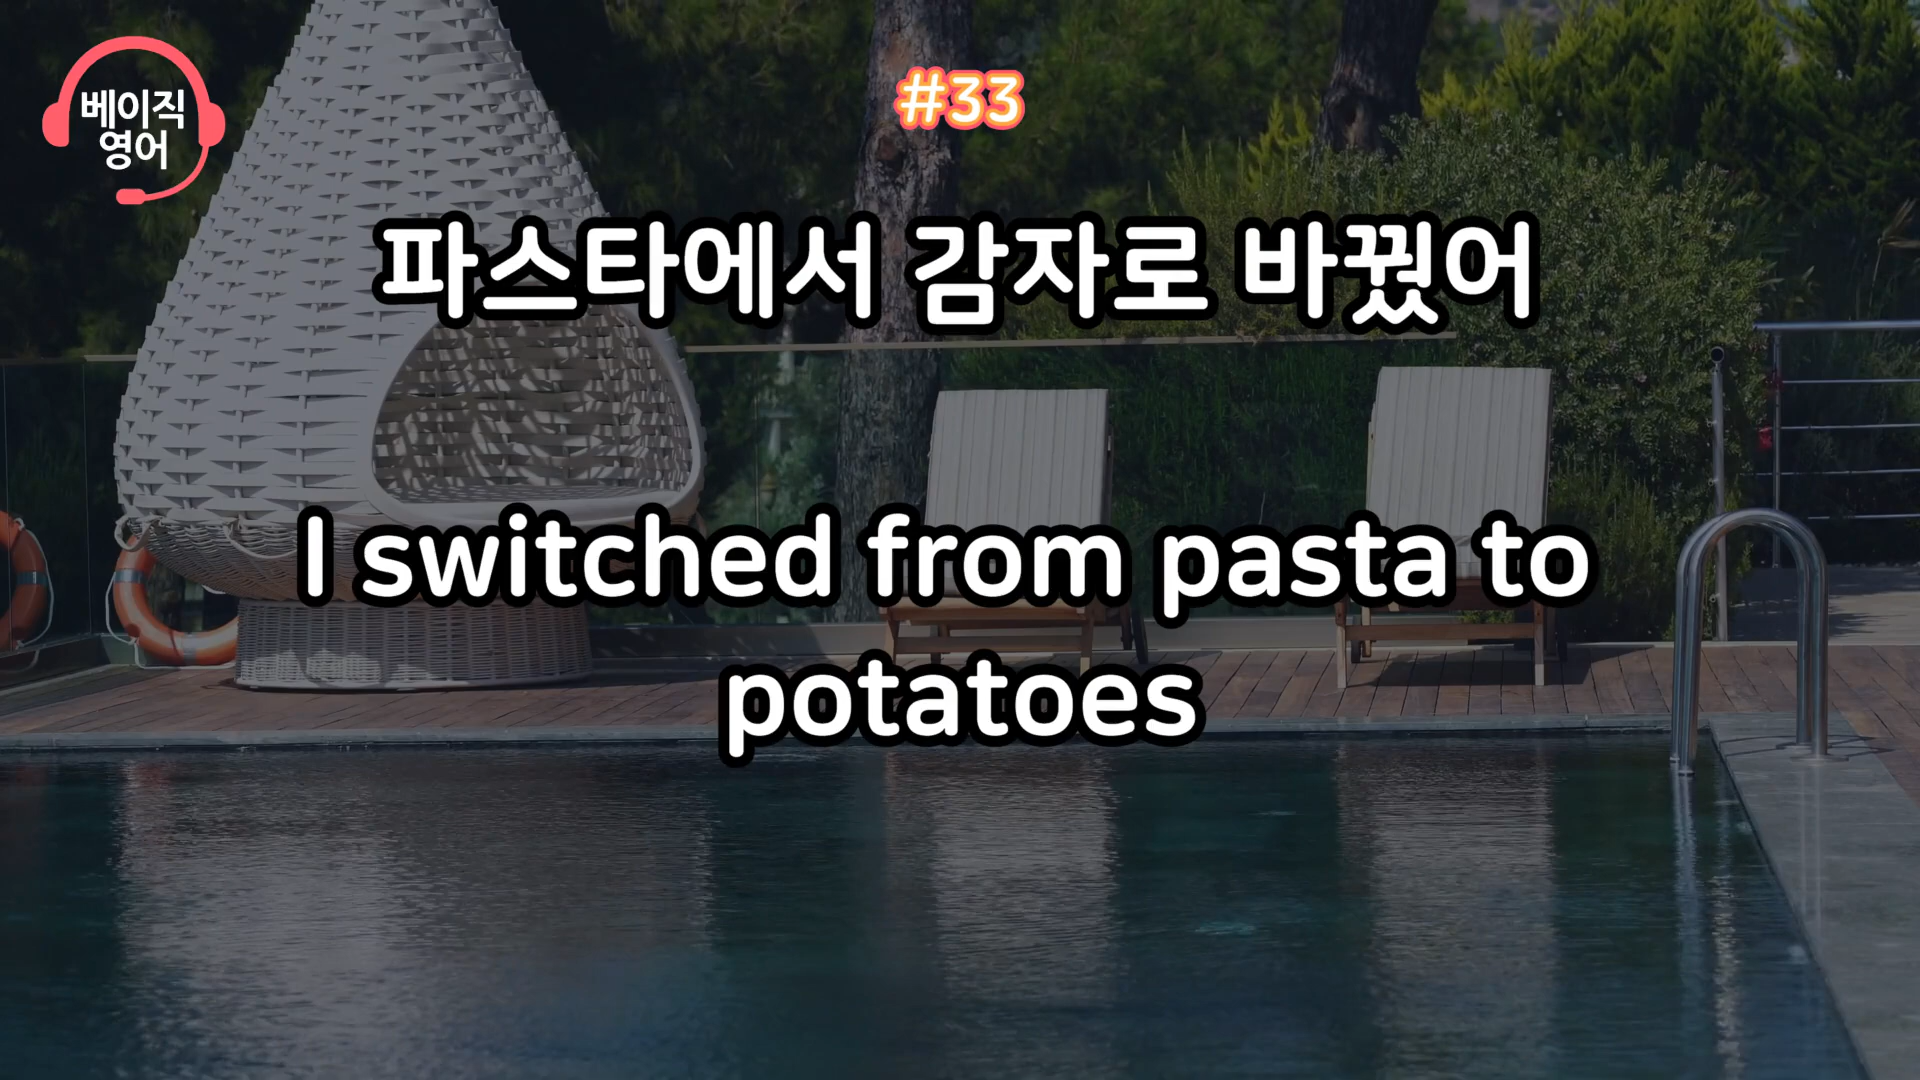 베이직
영어
#33
파스타에서 감자로 바꿨어
I switched from pasta to
potatoes